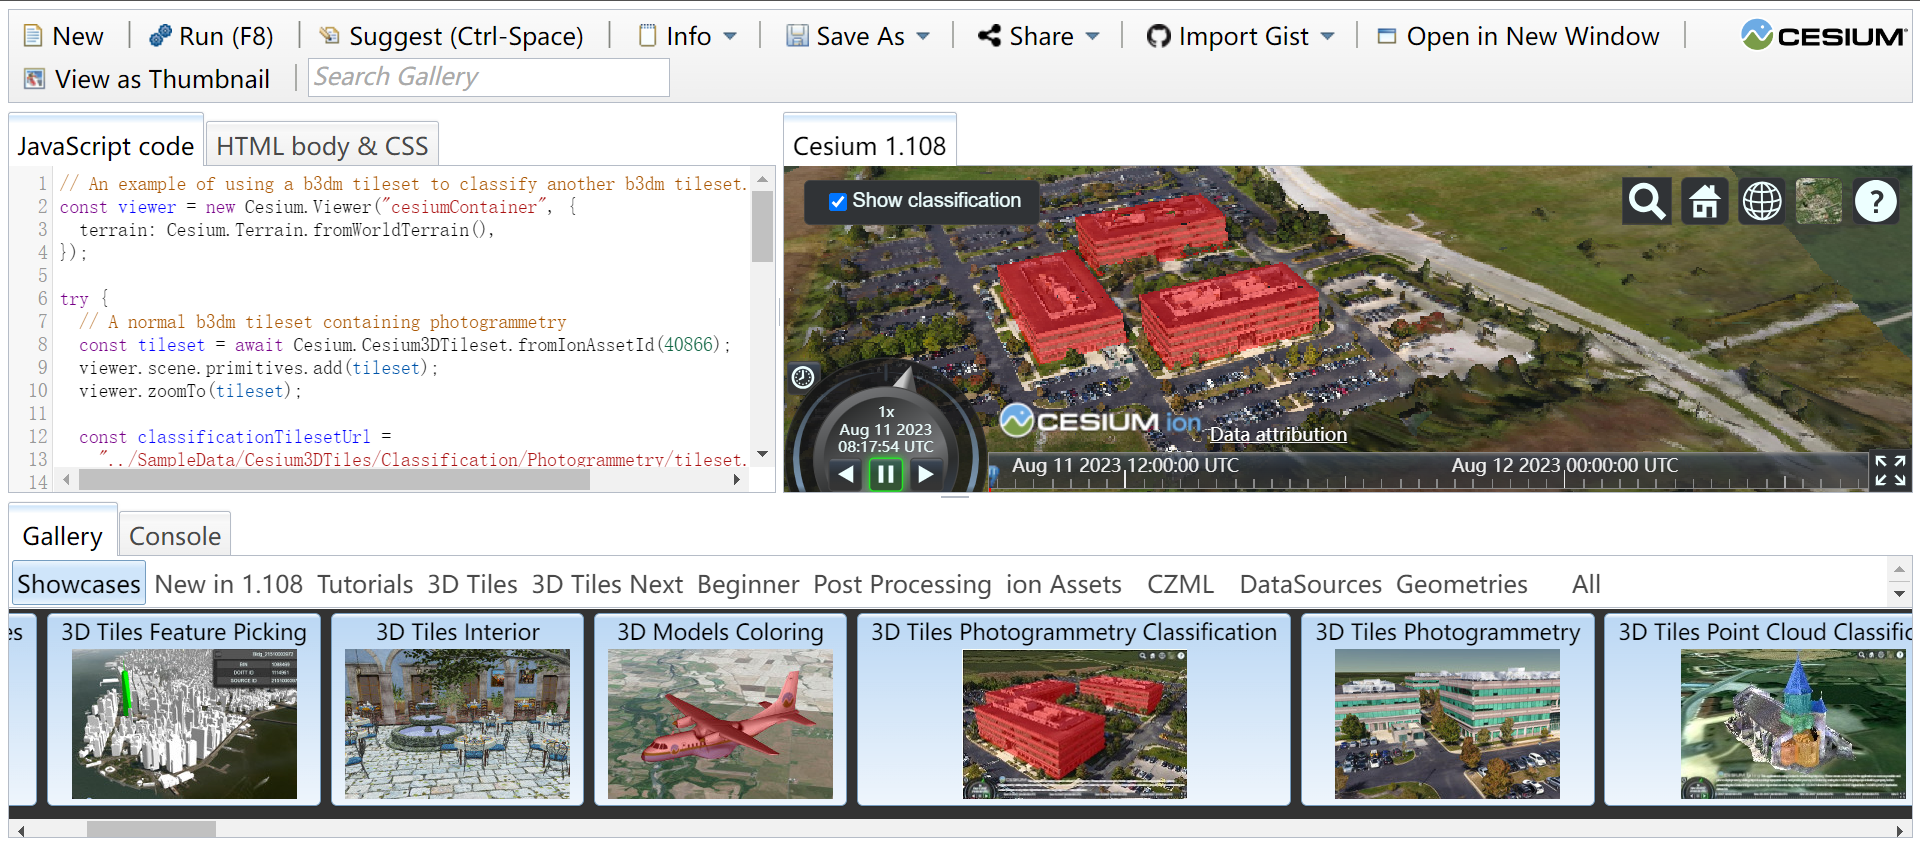 New
Run (F8)
Suggest (Ctrl-Space)
Info
Save As
Share
Import Gist
Open in New Window
CESIUM
View as Thumbnail
Search Gallery
JavaScript code
HTML body & CSS
1 // An example of using a b3dm tileset to classify another b3dm tileset.
2 const viewer = new Cesium.Viewer("cesiumContainer", {
3 terrain: Cesium.Terrain.fromWorldTerrain(),
4 });
5
6 try {
7 // A normal b3dm tileset containing photogrammetry
8 const tileset = await Cesium.Cesium3DTileset.fromIonAssetId(40866);
9 viewer.scene.primitives.add(tileset);
10 viewer.zoomTo(tileset);
11
12 const classificationTilesetUrl =
13 "../SampleData/Cesium3DTiles/Classification/Photogrammetry/tileset.
14
Cesium 1.108
Show classification
?
1x
Aug 11 2023
08:17:54 UTC
CESIUM ion
Data attribution
Aug 11 2023 12:00:00 UTC
Aug 12 2023 00:00:00 UTC
Gallery
Console
Showcases
New in 1.108
Tutorials
3D Tiles
3D Tiles Next
Beginner
Post Processing
ion Assets
CZML
DataSources
Geometries
All
es
3D Tiles Feature Picking
3D Tiles Interior
3D Models Coloring
3D Tiles Photogrammetry Classification
3D Tiles Photogrammetry
3D Tiles Point Cloud Classific
BIN
DOITT ID
SOURCE ID